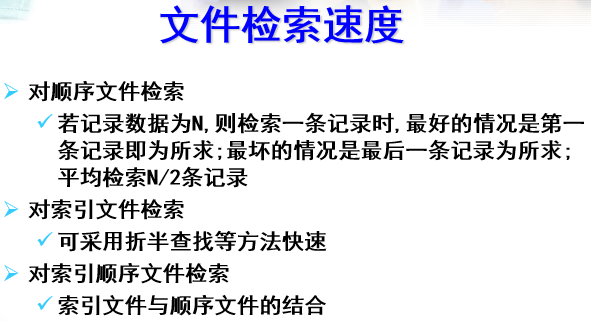 文件检索速度
对顺序文件检索
若记录数据为N,则检索一条记录时,最好的情况是第一
条记录即为所求;最坏的情况是最后一条记录为所求;
平均检索N/2条记录
对索引文件检索
可采用折半查找等方法快速
对索引顺序文件检索
索引文件与顺序文件的结合